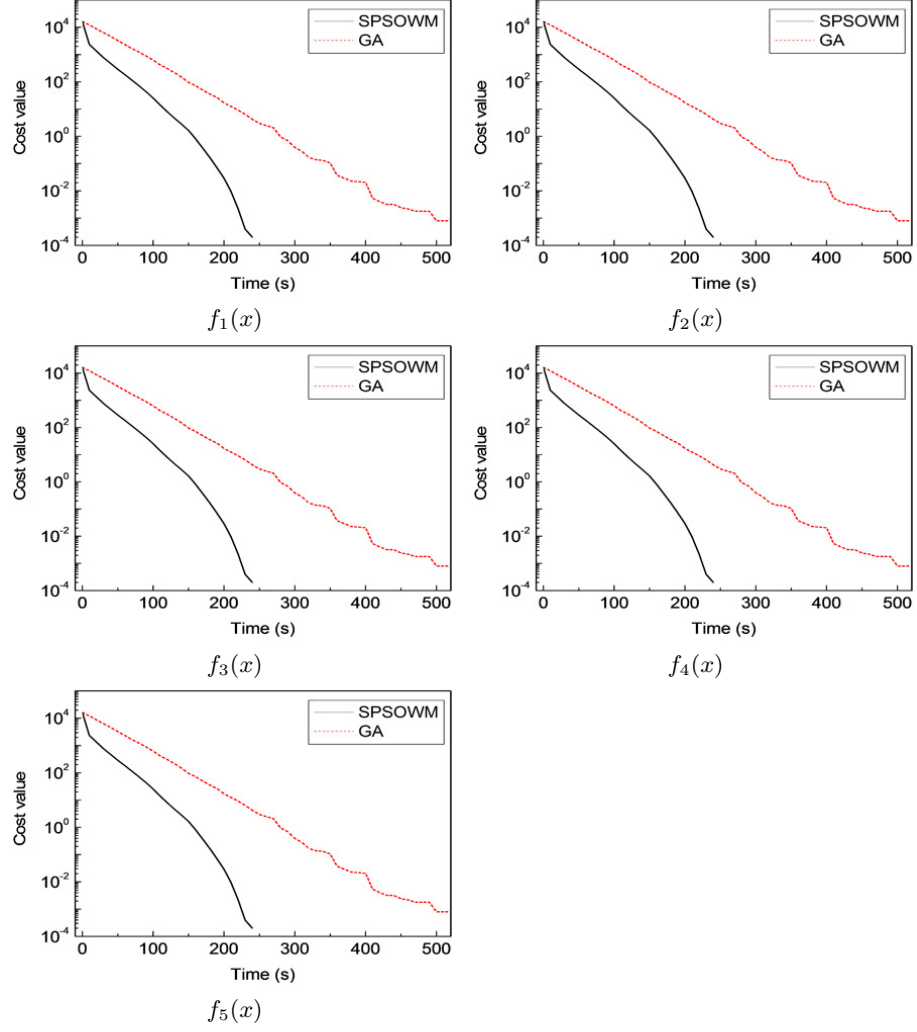 SPSOWM
GA
Cost value
10^4
10^2
10^0
10^-2
10^-4
0 100 200 300 400 500
Time (s)
f_1(x)
SPSOWM
GA
Cost value
10^4
10^2
10^0
10^-2
10^-4
0 100 200 300 400 500
Time (s)
f_2(x)
SPSOWM
GA
Cost value
10^4
10^2
10^0
10^-2
10^-4
0 100 200 300 400 500
Time (s)
f_3(x)
SPSOWM
GA
Cost value
10^4
10^2
10^0
10^-2
10^-4
0 100 200 300 400 500
Time (s)
f_4(x)
SPSOWM
GA
Cost value
10^4
10^2
10^0
10^-2
10^-4
0 100 200 300 400 500
Time (s)
f_5(x)